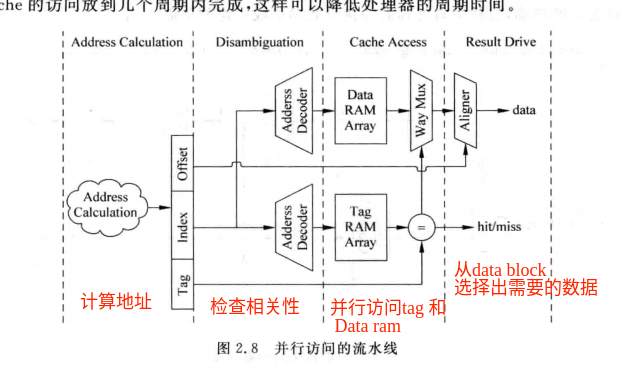 che 的访问放到几个周期内完成,这样可以降低处理器的周期时间。
Address Calculation
Disambiguation
Cache Access
Result Drive
Adderss
Decoder
Data
RAM
Array
Way Mux
Aligner
data
Offset
Address
Calculation
Index
Adderss
Decoder
Tag
RAM
Array
=
hit/miss
Tag
计算地址
检查相关性
并行访问tag 和
Data ram
从data block
选择出需要的数据
图 2.8 并行访问的流水线